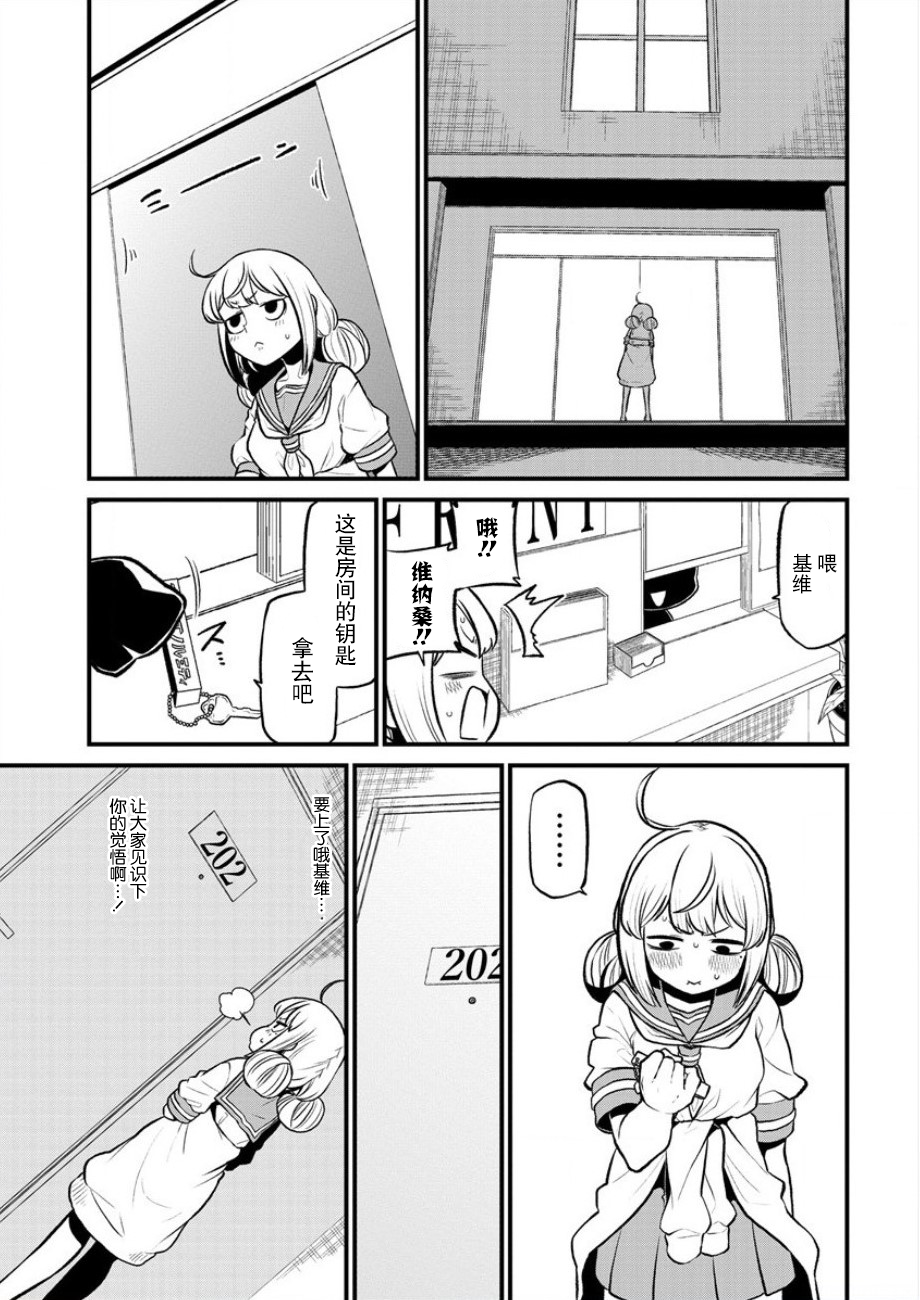 ミーーーン
喂
基维
哦!!
维纳桑!!
ERENT
这是房间的钥匙
拿去吧
ス
……
202
202
要上了哦基维…
让大家见识下
你的觉悟啊…！